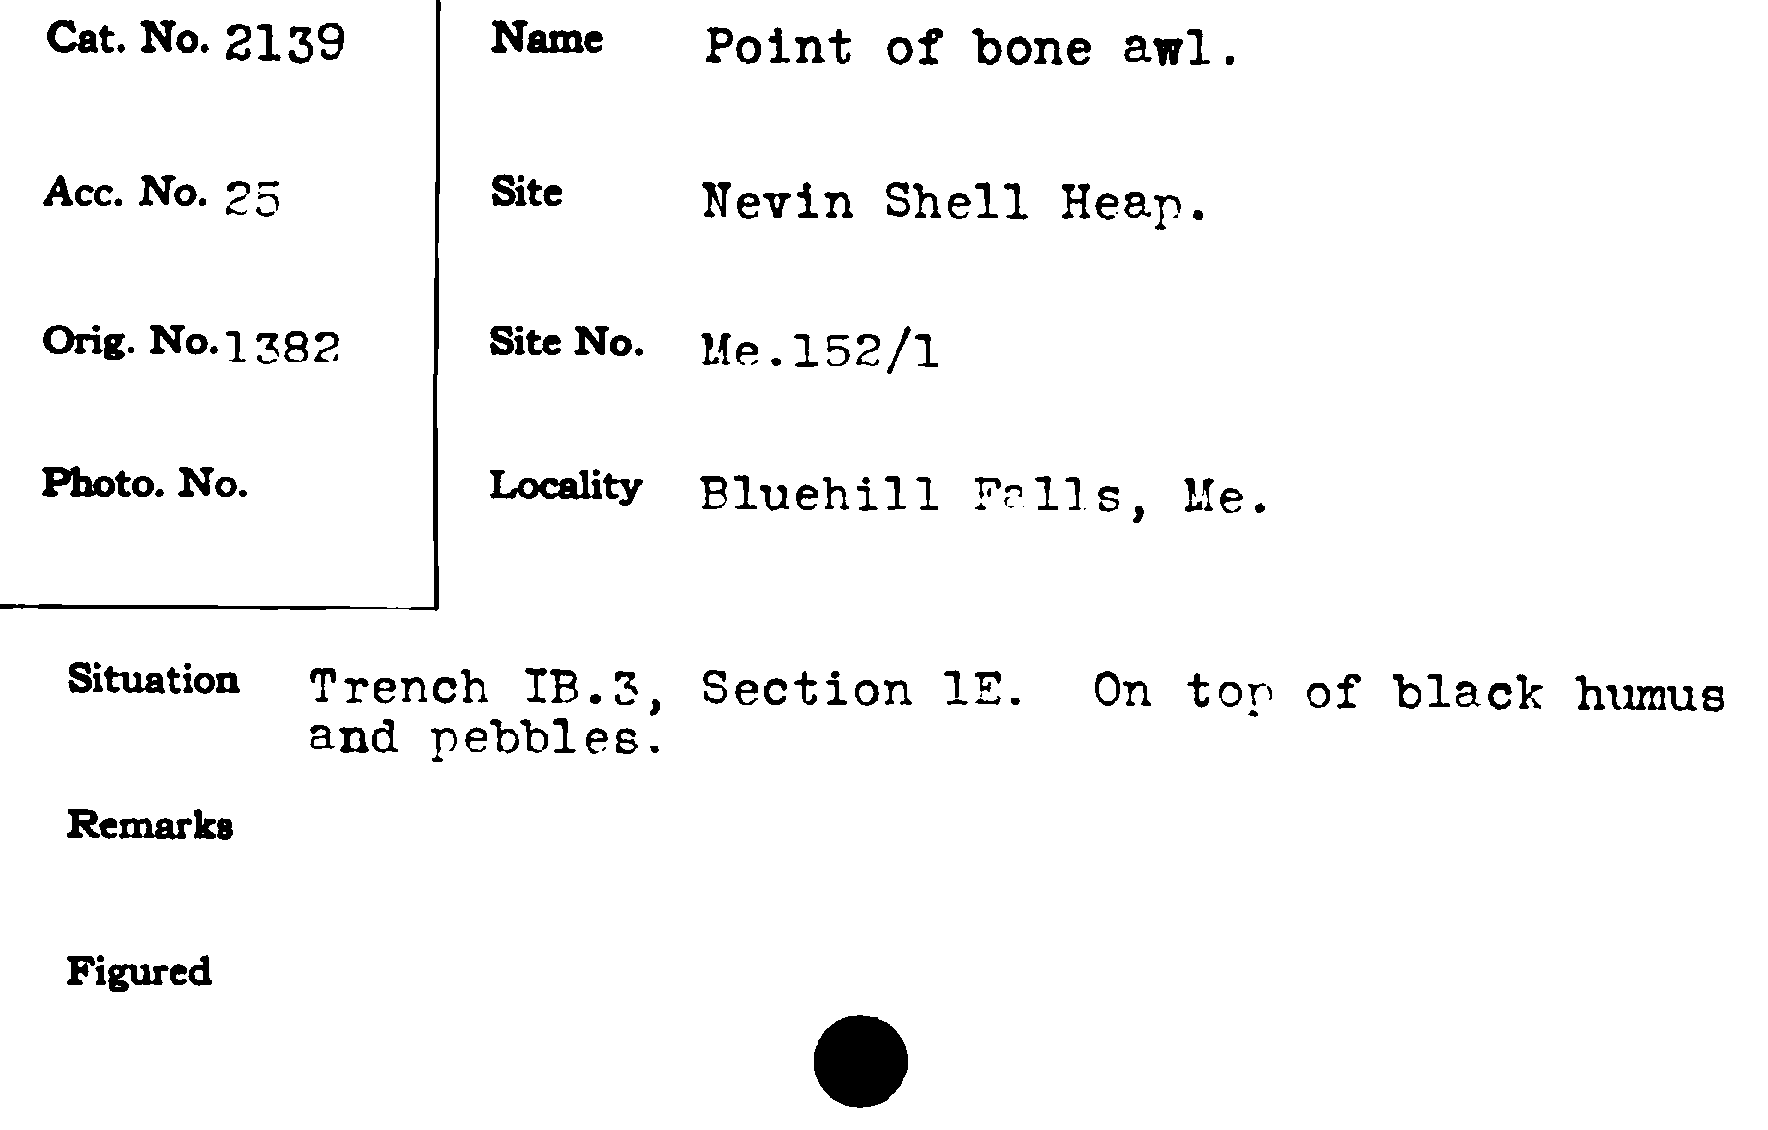 Cat. No. 2139
Acc. No. 25
Orig. No. 1382
Photo. No.
Name Point of bone awl.
Site Nevin Shell Heap.
Site No. Me.152/1
Locality Bluehill Falls, Me.
Situation Trench IB.3, Section 1E. On top of black humus
and pebbles.
Remarks
Figured